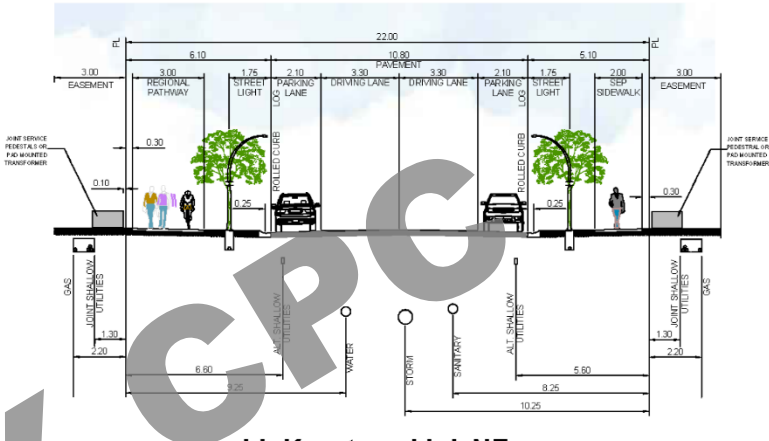 PL
22.00
PL
6.10
10.80
5.10
PAVEMENT
3.00
3.00
1.75
2.10
3.30
3.30
2.10
1.75
2.00
3.00
EASEMENT
REGIONAL
PATHWAY
STREET
LIGHT
PARKING
LANE
DRIVING LANE
DRIVING LANE
PARKING
LANE
STREET
LIGHT
SEP
SIDEWALK
EASEMENT
LOG
LOG
ROLLED CURB
ROLLED CURB
JOINT SERVICE
PEDESTALS OR
PAD MOUNTED
TRANSFORMER
0.30
0.10
0.25
0.25
0.30
JOINT SERVICE
PEDESTRAL OR
PAD MOUNTED
TRANSFORMER
GAS
JOINT SHALLOW
UTILITIES
ALT. SHALLOW
UTILITIES
WATER
STORM
SANITARY
ALT. SHALLOW
UTILITIES
JOINT SHALLOW
UTILITIES
GAS
1.30
2.20
6.60
9.25
1.30
2.20
5.60
8.25
10.25
CPC